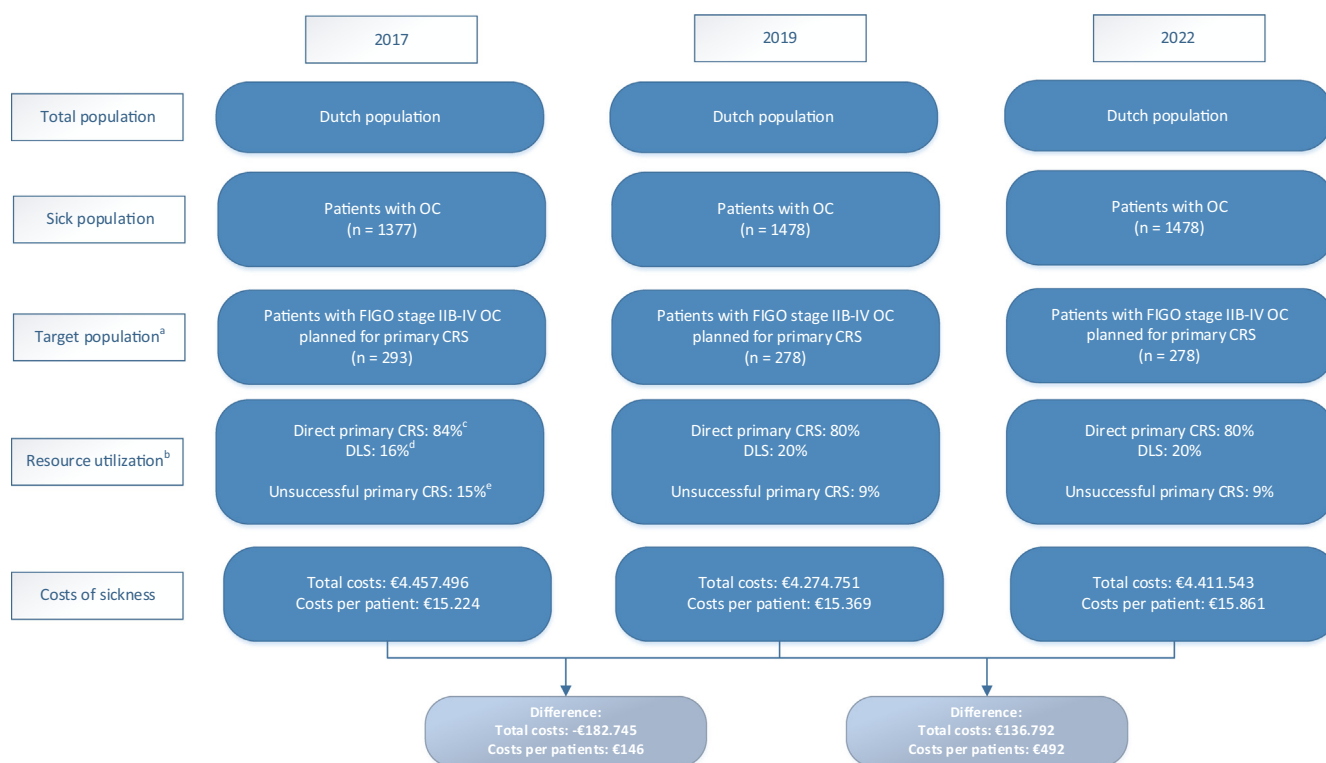 2017
2019
2022
Total population
Dutch population
Dutch population
Dutch population
Sick population
Patients with OC
(n = 1377)
Patients with OC
(n = 1478)
Patients with OC
(n = 1478)
Target populationᵃ
Patients with FIGO stage IIB-IV OC
planned for primary CRS
(n = 293)
Patients with FIGO stage IIB-IV OC
planned for primary CRS
(n = 278)
Patients with FIGO stage IIB-IV OC
planned for primary CRS
(n = 278)
Resource utilizationᵇ
Direct primary CRS: 84%ᶜ
DLS: 16%ᵈ
Unsuccessful primary CRS: 15%ᵉ
Direct primary CRS: 80%
DLS: 20%
Unsuccessful primary CRS: 9%
Direct primary CRS: 80%
DLS: 20%
Unsuccessful primary CRS: 9%
Costs of sickness
Total costs: €4.457.496
Costs per patient: €15.224
Total costs: €4.274.751
Costs per patient: €15.369
Total costs: €4.411.543
Costs per patient: €15.861
Difference:
Total costs: -€182.745
Costs per patients: €146
Difference:
Total costs: €136.792
Costs per patients: €492